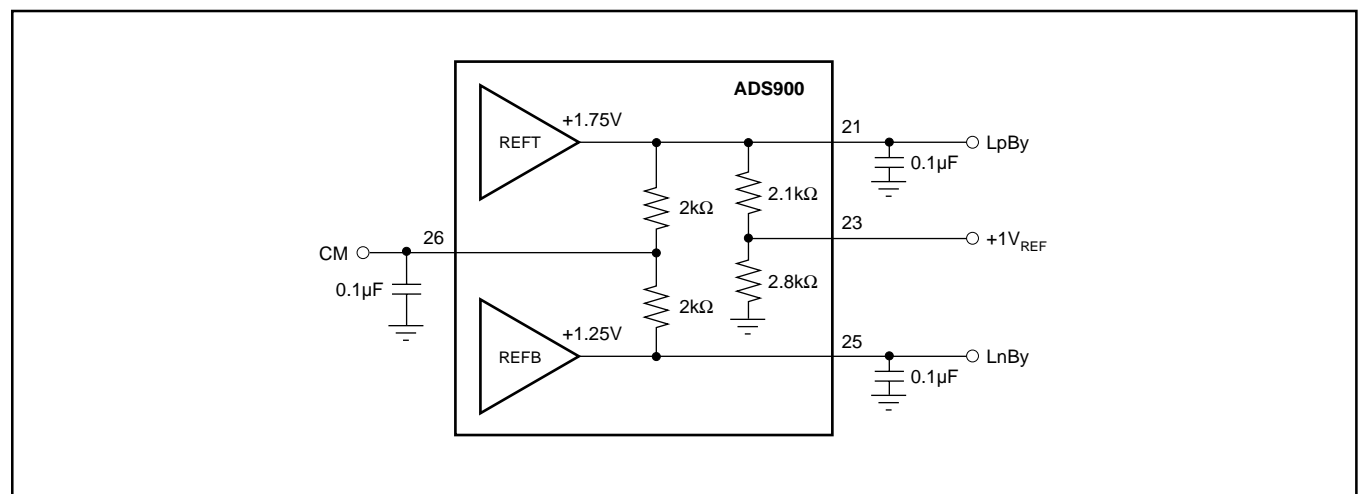 ADS900
+1.75V
REFT
21
LpBy
0.1µF
2kΩ
2.1kΩ
23
+1VREF
CM
26
0.1µF
2kΩ
2.8kΩ
+1.25V
REFB
25
LnBy
0.1µF